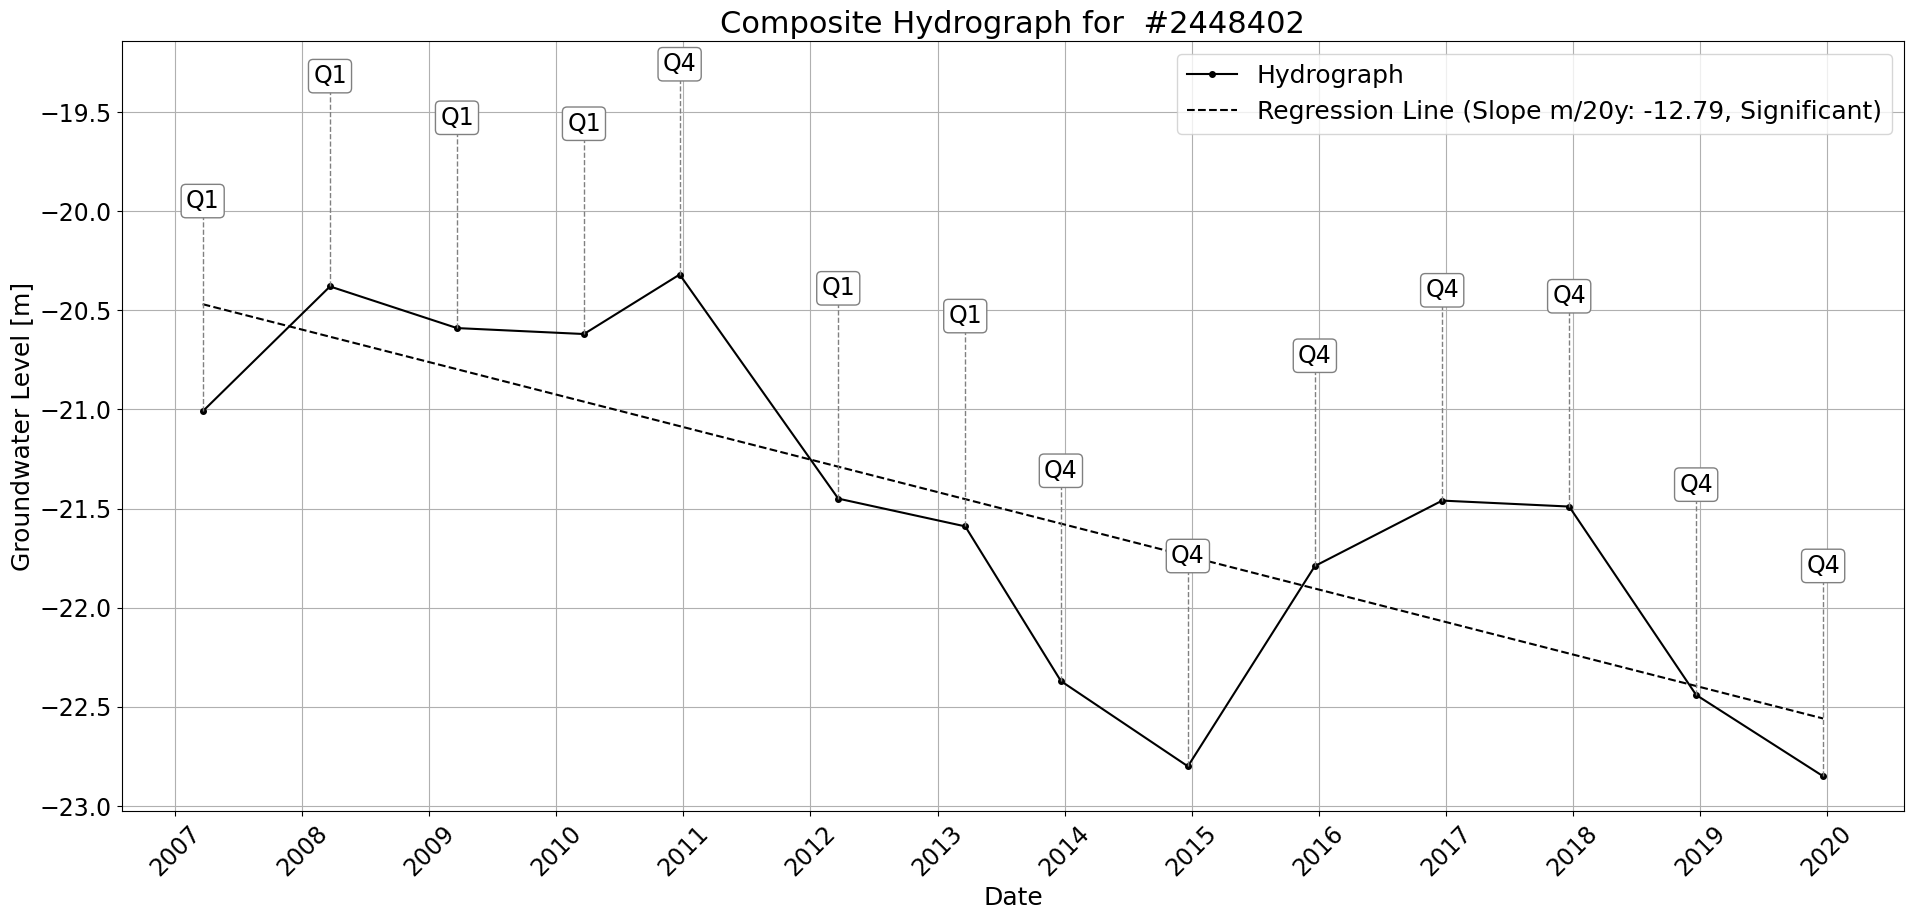 Composite Hydrograph for  #2448402
Hydrograph
Regression Line (Slope m/20y: -12.79, Significant)
Groundwater Level [m]
−19.5
−20.0
−20.5
−21.0
−21.5
−22.0
−22.5
−23.0
Q1
Q1
Q1
Q1
Q4
Q1
Q1
Q4
Q4
Q4
Q4
Q4
Q4
Q4
2007
2008
2009
2010
2011
2012
2013
2014
2015
2016
2017
2018
2019
2020
Date